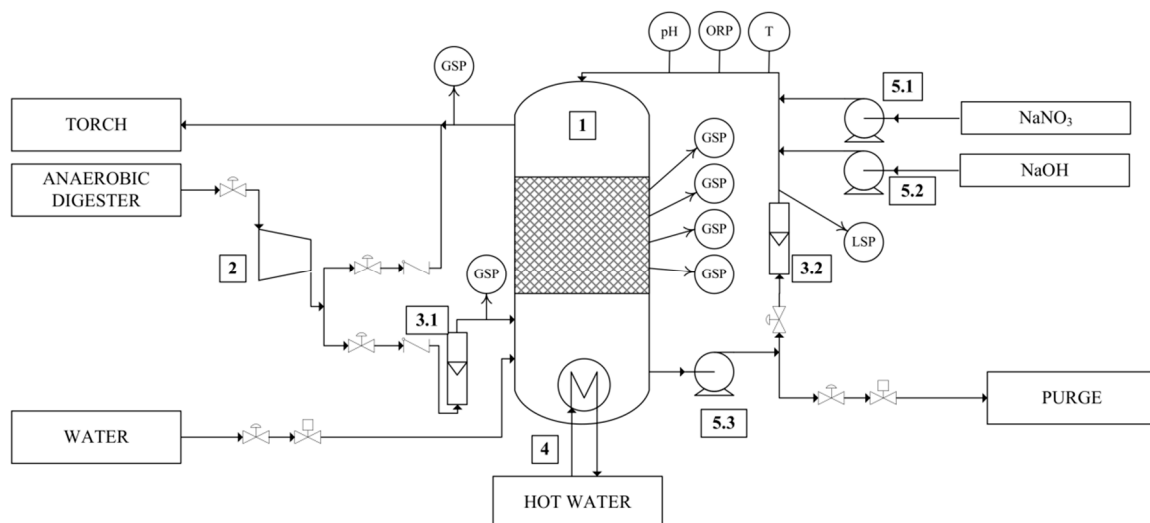 pH
ORP
T
GSP
5.1
TORCH
1
NaNO₃
GSP
ANAEROBIC
DIGESTER
GSP
NaOH
5.2
GSP
LSP
2
GSP
GSP
3.2
3.1
5.3
PURGE
WATER
4
HOT WATER